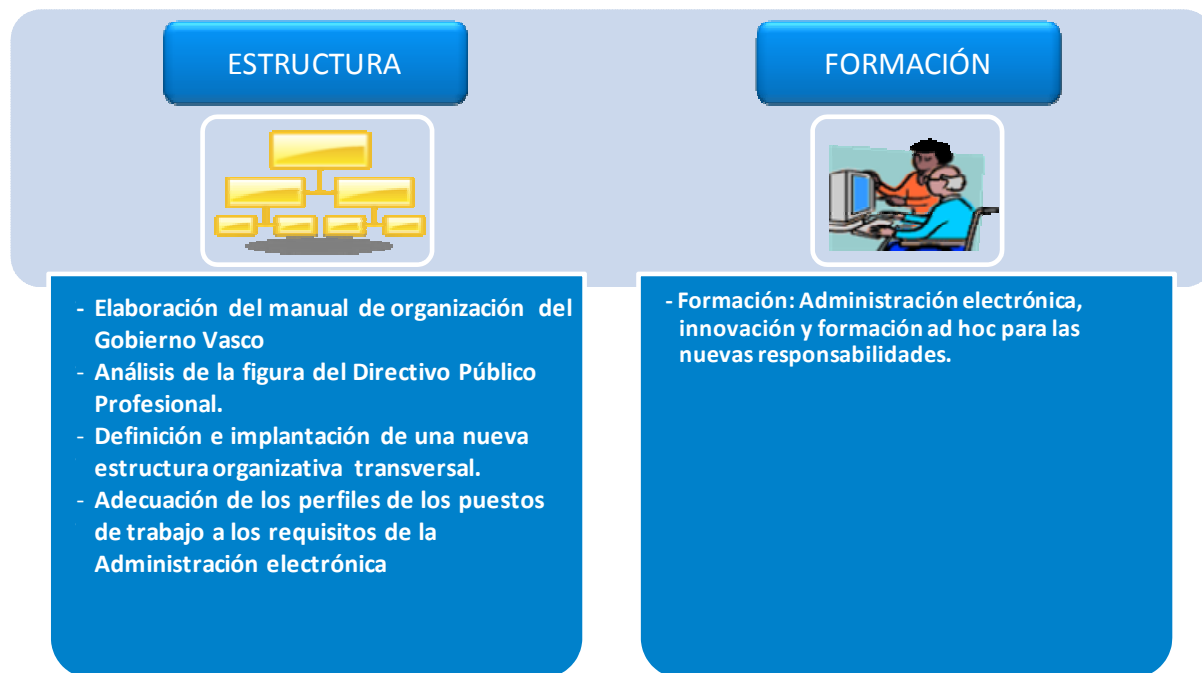 ESTRUCTURA
- Elaboración del manual de organización del
Gobierno Vasco
- Análisis de la figura del Directivo Público
Profesional.
- Definición e implantación de una nueva
estructura organizativa transversal.
- Adecuación de los perfiles de los puestos
de trabajo a los requisitos de la
Administración electrónica
FORMACIÓN
- Formación: Administración electrónica,
innovación y formación ad hoc para las
nuevas responsabilidades.